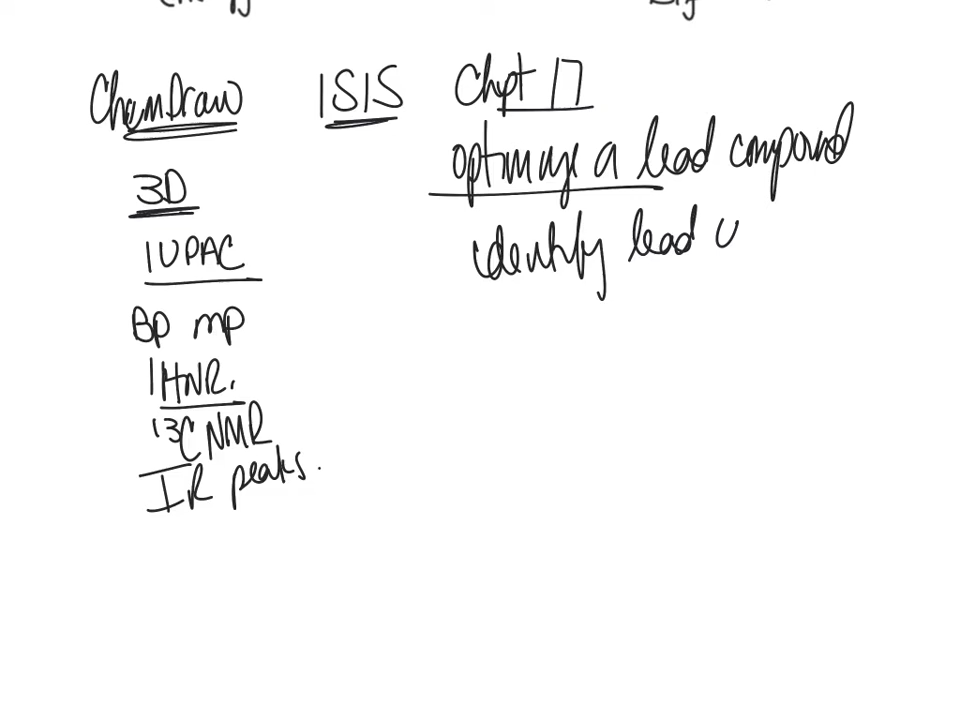 ChemDraw ISIS Chpt 17
optimize a lead compound
3D
identify lead
IUPAC
Bp mp
1HNR.
13C NMR
IR peaks.